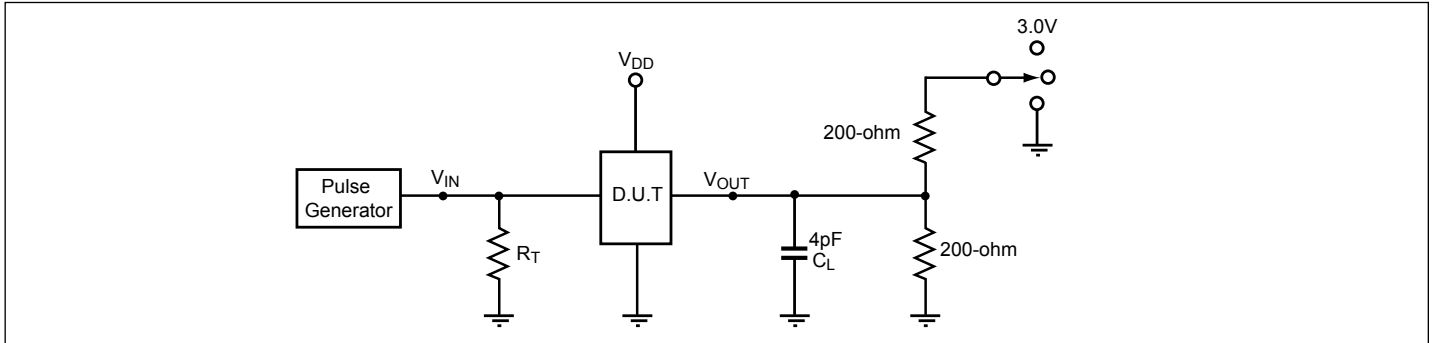 3.0V
VDD
200-ohm
Pulse
Generator
VIN
D.U.T
VOUT
RT
4pF
CL
200-ohm